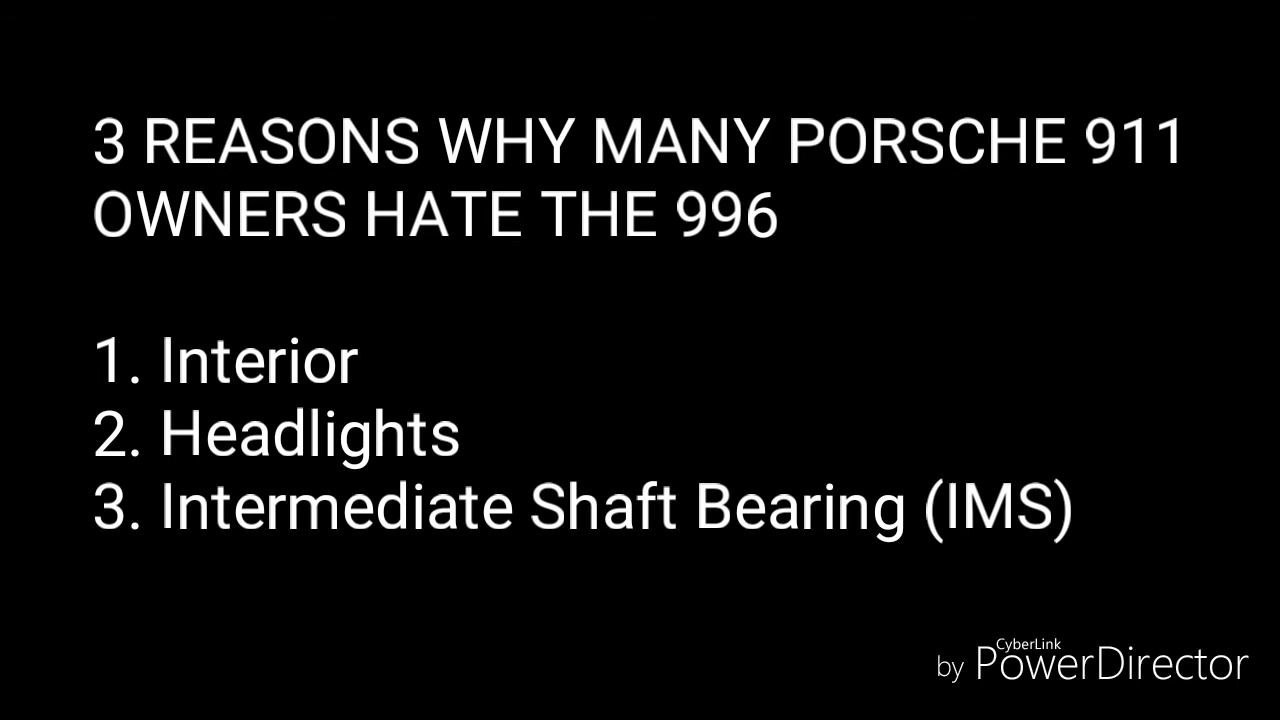 3 REASONS WHY MANY PORSCHE 911
OWNERS HATE THE 996
1. Interior
2. Headlights
3. Intermediate Shaft Bearing (IMS)
CyberLink
by PowerDirector